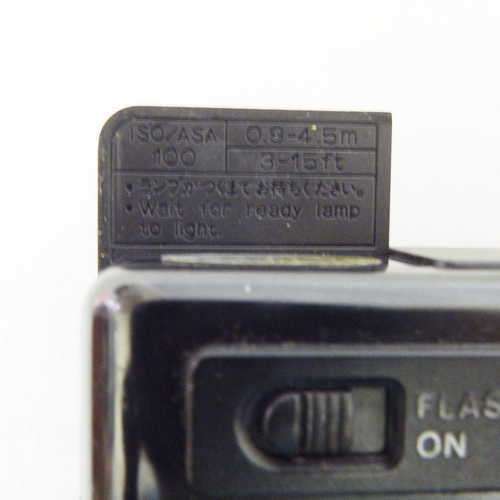 ISO/ASA 0.9-4.5m
100 3-15ft
・ランプがつくまでお待ちください。
・Wait for ready lamp
to light.
FLAS
ON